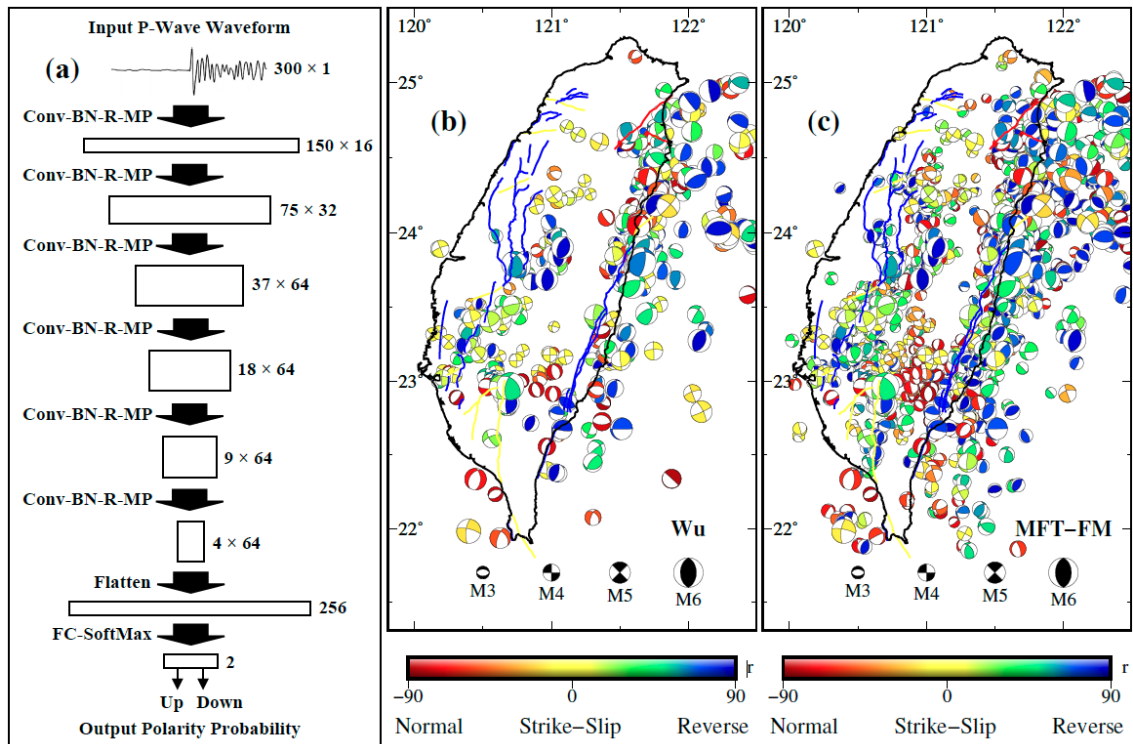 Input P-Wave Waveform
(a)
300 × 1
Conv-BN-R-MP
150 × 16
Conv-BN-R-MP
75 × 32
Conv-BN-R-MP
37 × 64
Conv-BN-R-MP
18 × 64
Conv-BN-R-MP
9 × 64
Conv-BN-R-MP
4 × 64
Flatten
256
FC-SoftMax
2
Up Down
Output Polarity Probability
120° 121° 122°
25°
(b)
24°
23°
22°
Wu
M3 M4 M5 M6
r
−90 0 90
Normal Strike−Slip Reverse
120° 121° 122°
25°
(c)
24°
23°
22°
MFT−FM
M3 M4 M5 M6
r
−90 0 90
Normal Strike−Slip Reverse